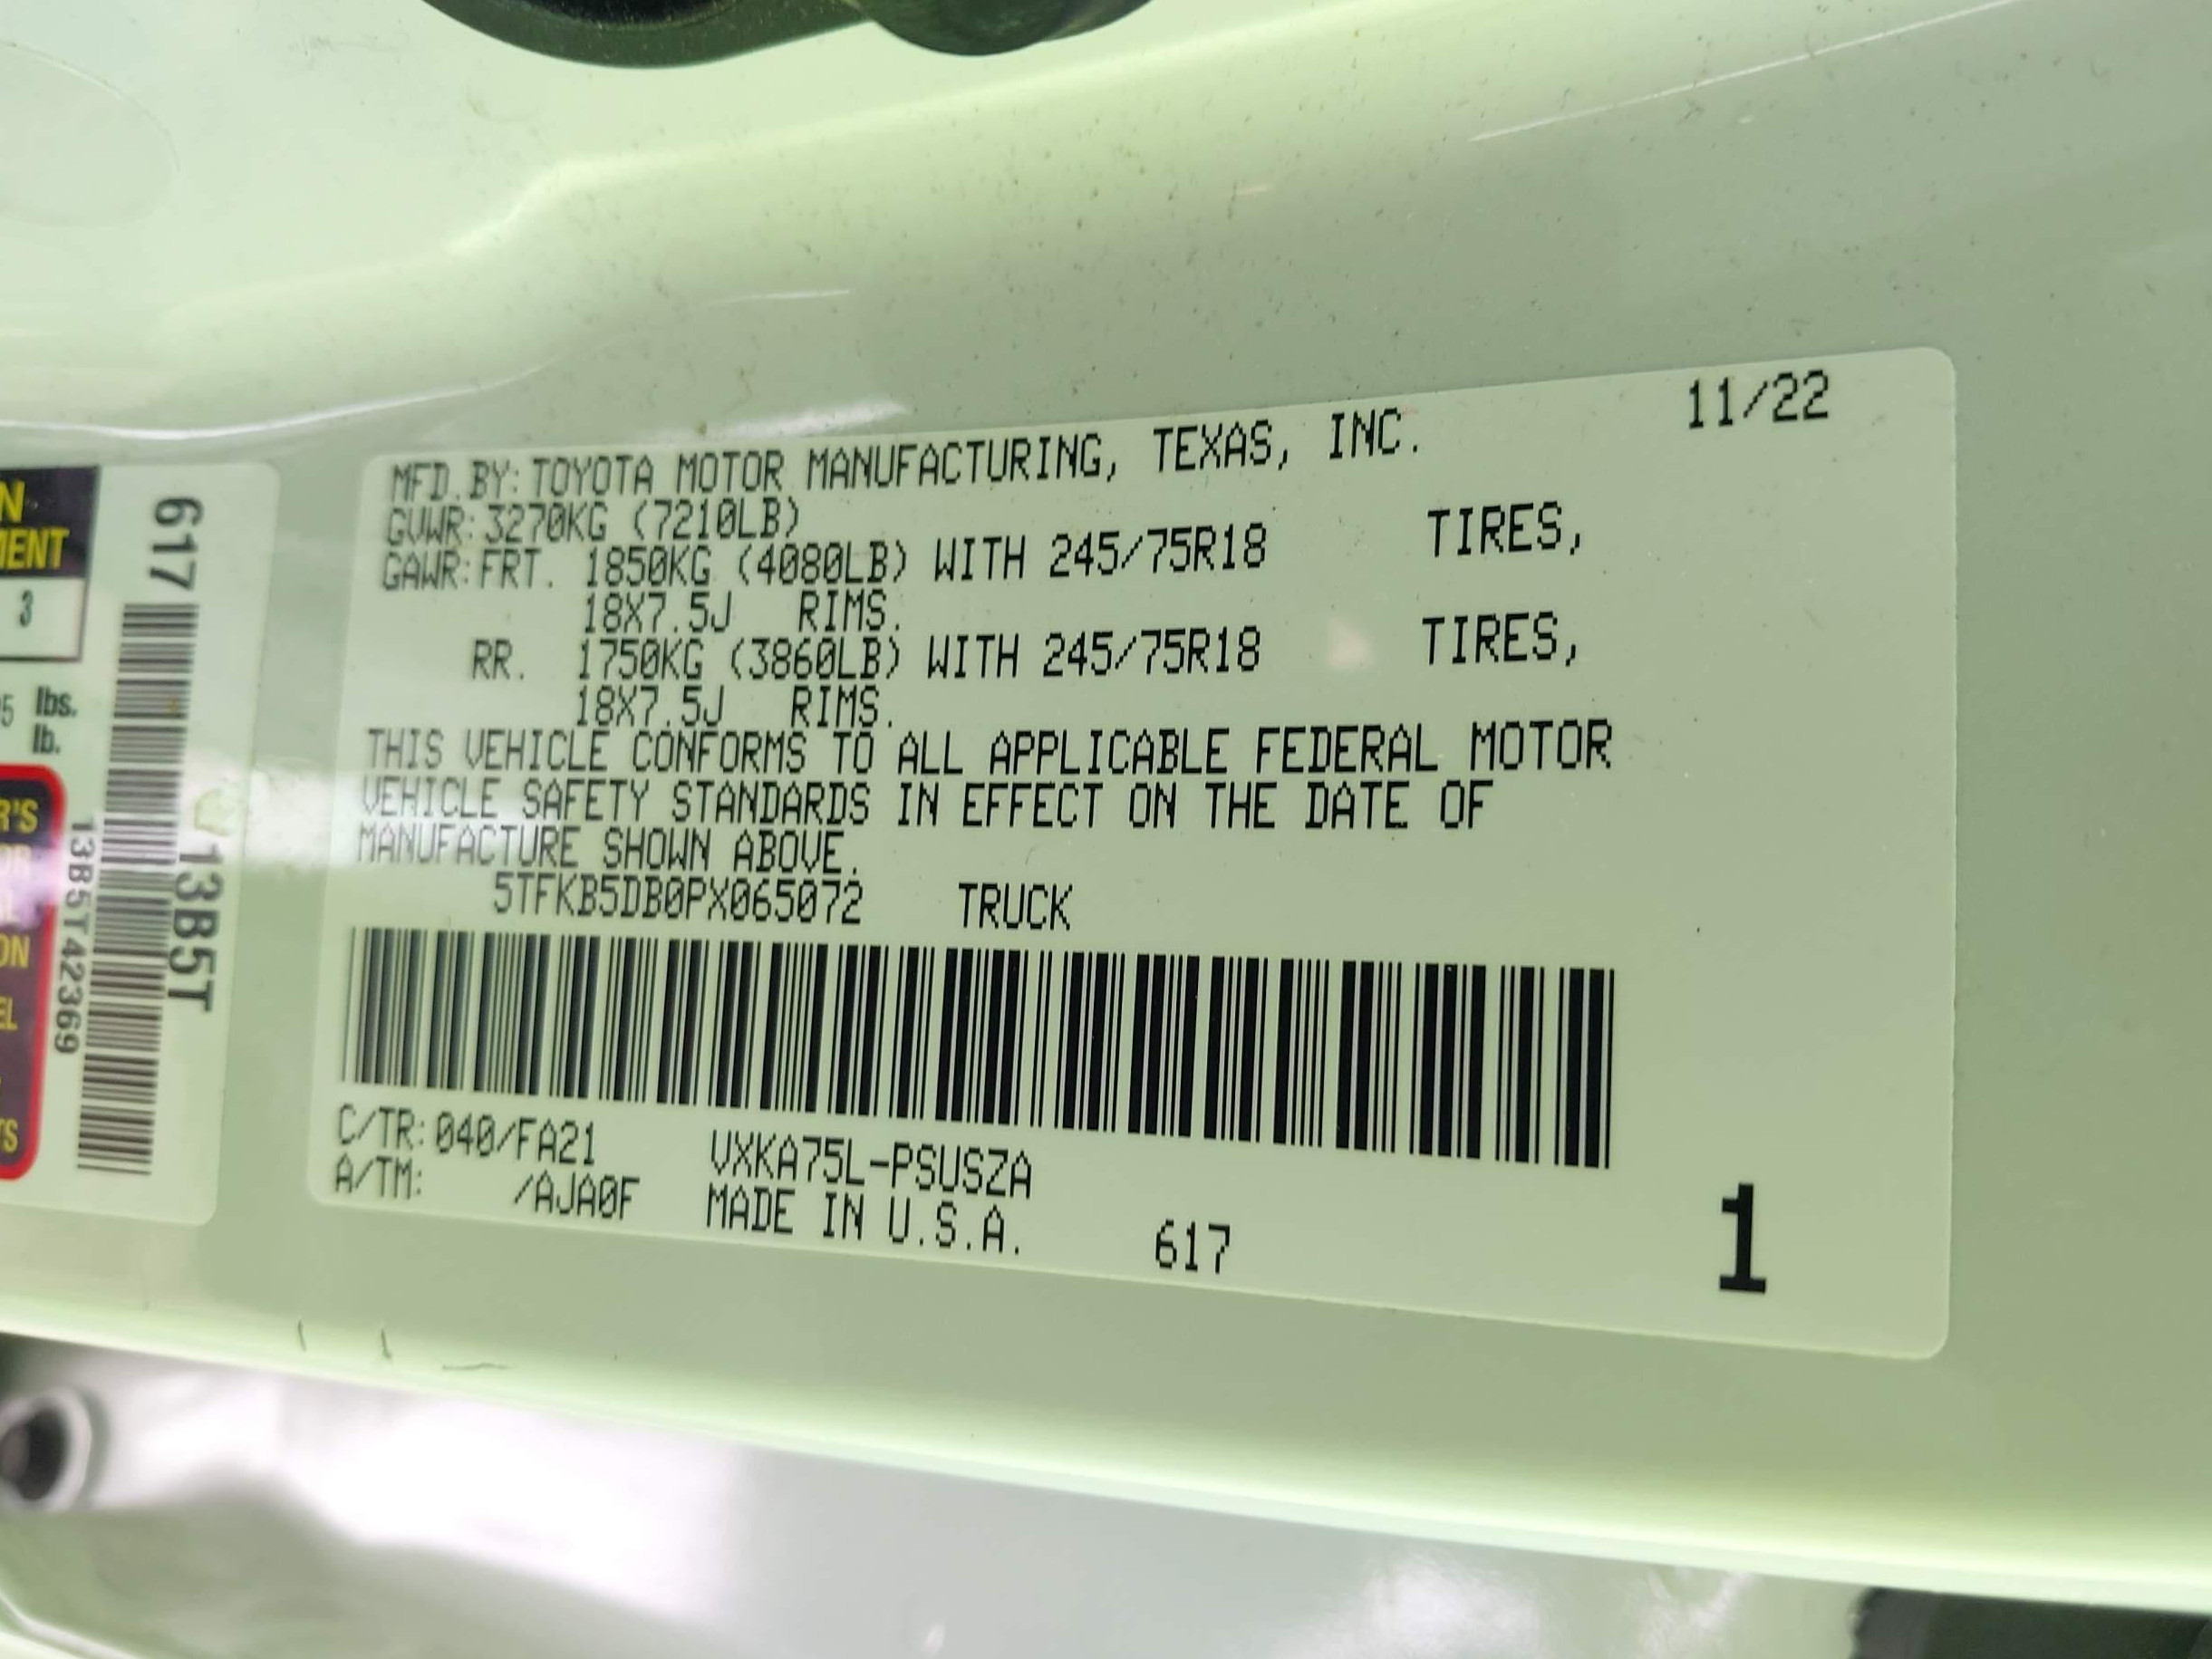 MFD.BY:TOYOTA MOTOR MANUFACTURING, TEXAS, INC. 11/22
GVWR:3270KG (7210LB)
GAWR:FRT. 1850KG (4080LB) WITH 245/75R18 TIRES,
18X7.5J RIMS.
RR. 1750KG (3860LB) WITH 245/75R18 TIRES,
18X7.5J RIMS.
THIS VEHICLE CONFORMS TO ALL APPLICABLE FEDERAL MOTOR
VEHICLE SAFETY STANDARDS IN EFFECT ON THE DATE OF
MANUFACTURE SHOWN ABOVE.
5TFKB5DB0PX065072 TRUCK
C/TR:040/FA21 VXKA75L-PSUSZA
A/TM: /AJA0F MADE IN U.S.A. 617
1
617
13B5T
13B5T42369
3
lbs.
lb.